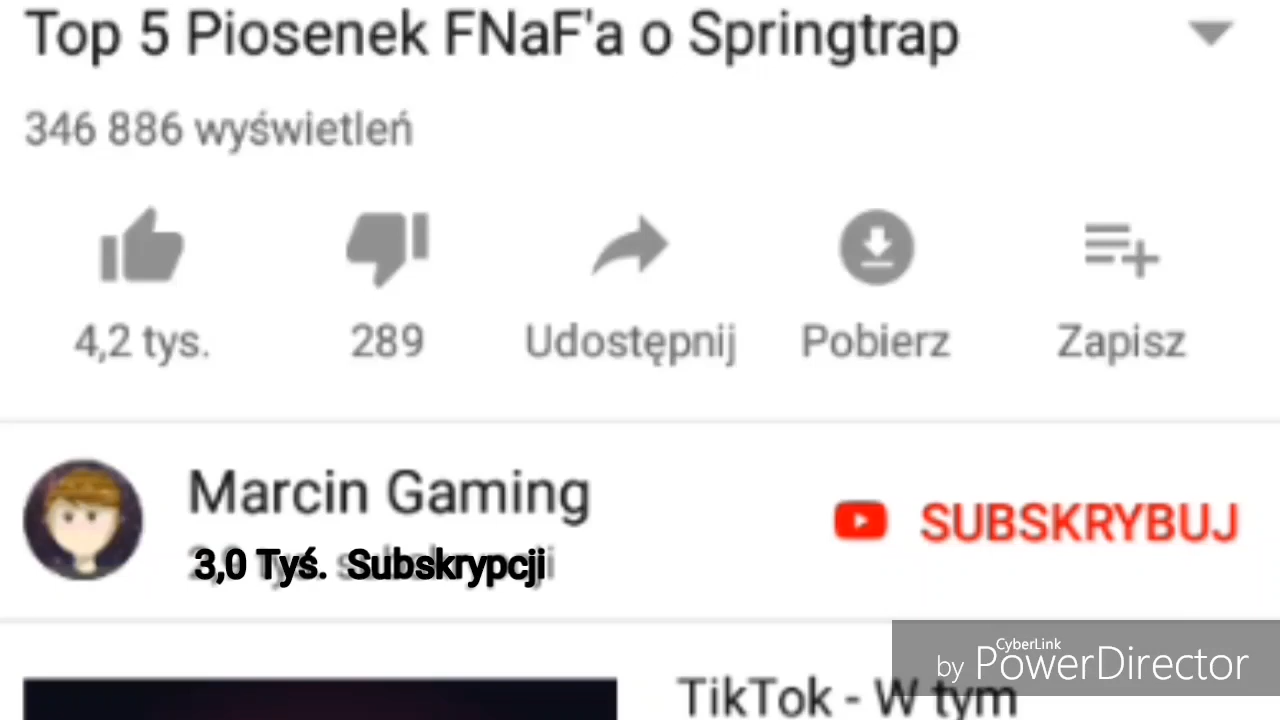 Top 5 Piosenek FNaF'a o Springtrap
346 886 wyświetleń
4,2 tys.
289
Udostępnij
Pobierz
Zapisz
Marcin Gaming
3,0 Tyś. Subskrypcji
SUBSKRYBUJ
TikTok - W tym
CyberLink
by PowerDirector